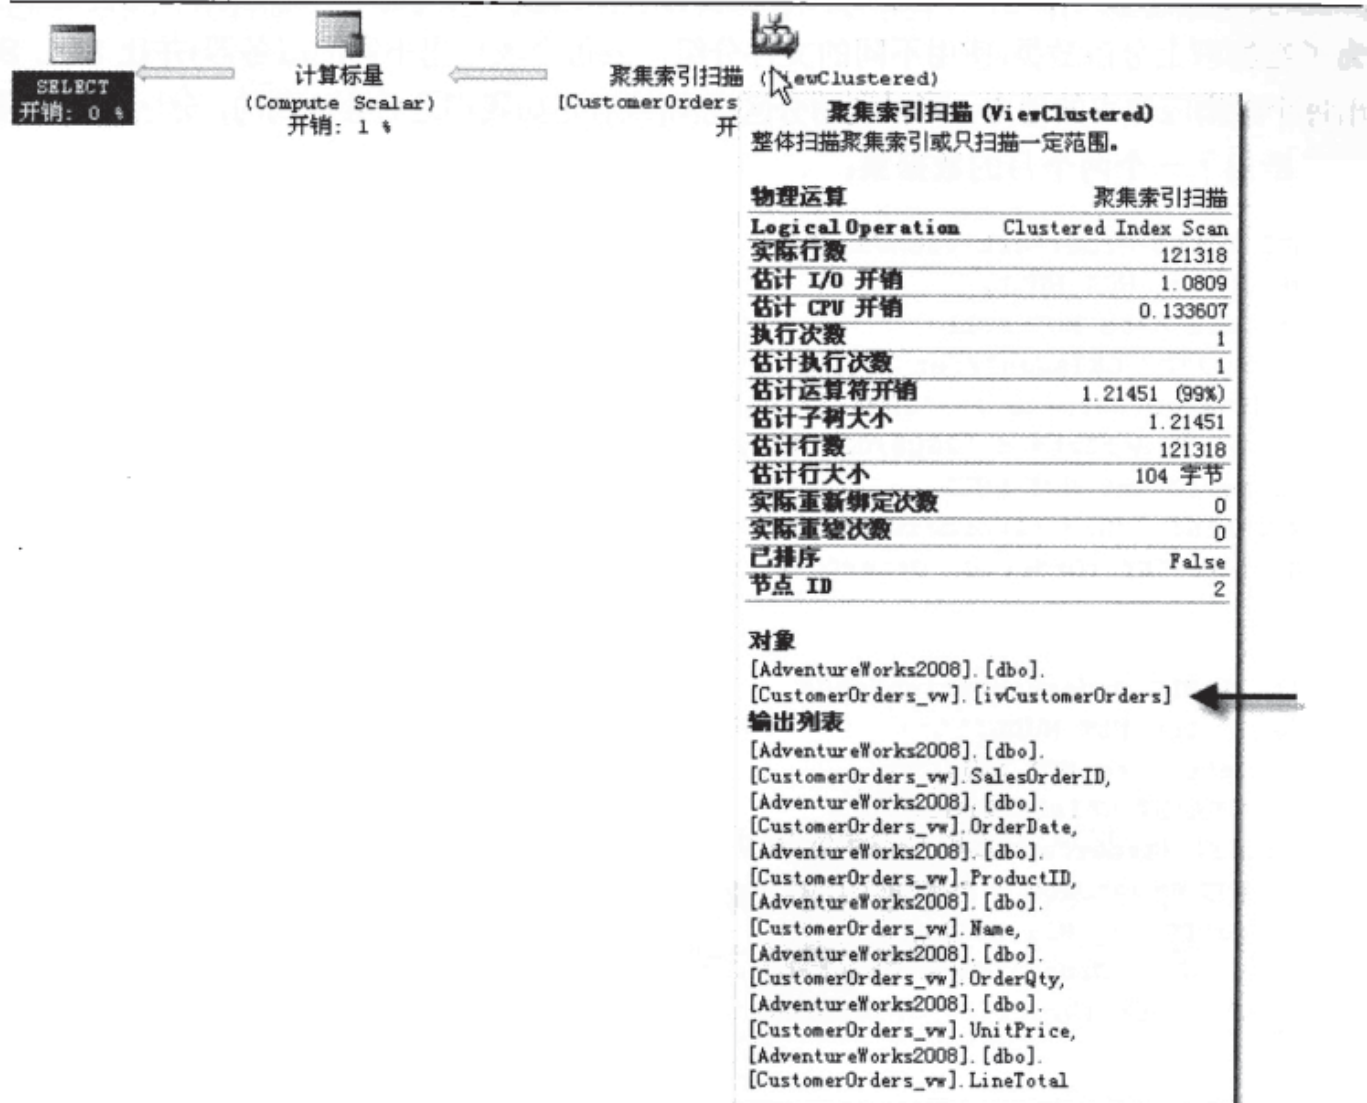 SELECT
开销: 0 %
计算标量
(Compute Scalar)
开销: 1 %
聚集索引扫描 (ViewClustered)
[CustomerOrders
开
聚集索引扫描 (ViewClustered)
整体扫描聚集索引或只扫描一定范围。
物理运算 聚集索引扫描
Logical Operation Clustered Index Scan
实际行数 121318
估计 I/O 开销 1.0809
估计 CPU 开销 0.133607
执行次数 1
估计执行次数 1
估计运算符开销 1.21451 (99%)
估计子树大小 1.21451
估计行数 121318
估计行大小 104 字节
实际重新绑定次数 0
实际重绕次数 0
已排序 False
节点 ID 2
对象
[AdventureWorks2008].[dbo].
[CustomerOrders_vw].[ivCustomerOrders]
输出列表
[AdventureWorks2008].[dbo].
[CustomerOrders_vw].SalesOrderID,
[AdventureWorks2008].[dbo].
[CustomerOrders_vw].OrderDate,
[AdventureWorks2008].[dbo].
[CustomerOrders_vw].ProductID,
[AdventureWorks2008].[dbo].
[CustomerOrders_vw].Name,
[AdventureWorks2008].[dbo].
[CustomerOrders_vw].OrderQty,
[AdventureWorks2008].[dbo].
[CustomerOrders_vw].UnitPrice,
[AdventureWorks2008].[dbo].
[CustomerOrders_vw].LineTotal